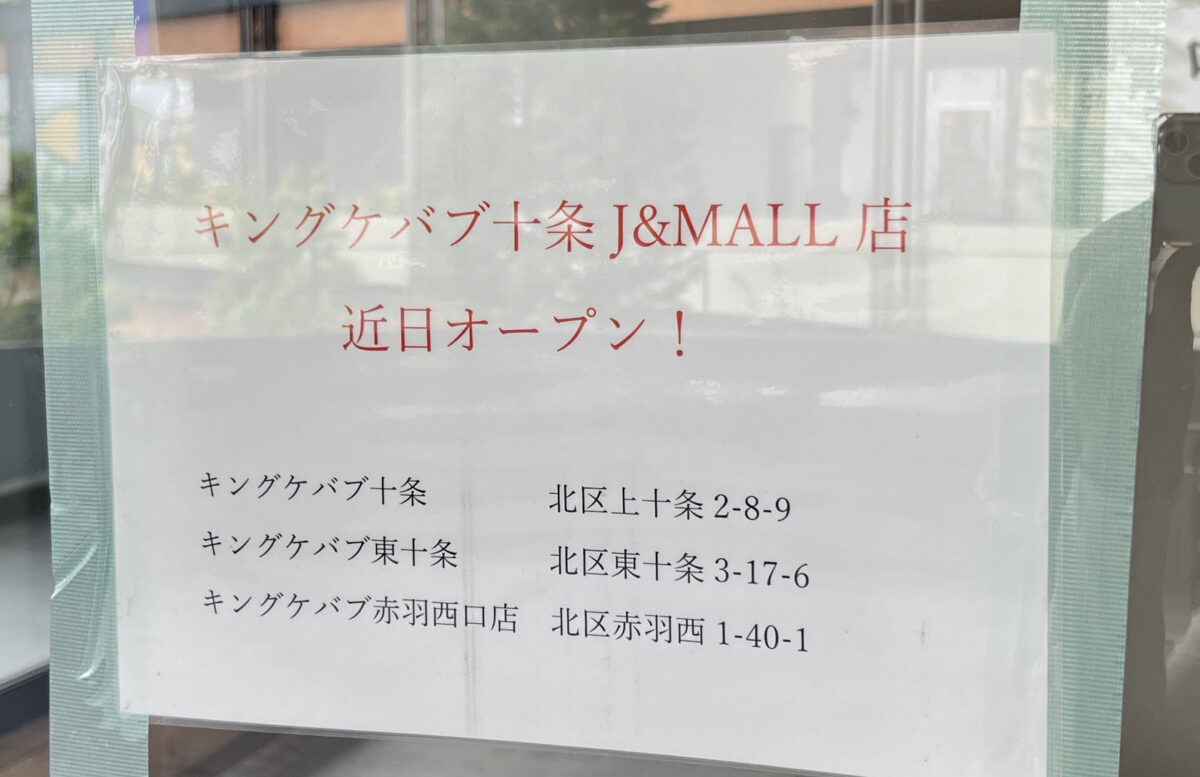 キングケバブ十条 J&MALL 店
近日オープン！
キングケバブ十条 北区上十条 2-8-9
キングケバブ東十条 北区東十条 3-17-6
キングケバブ赤羽西口店 北区赤羽西 1-40-1